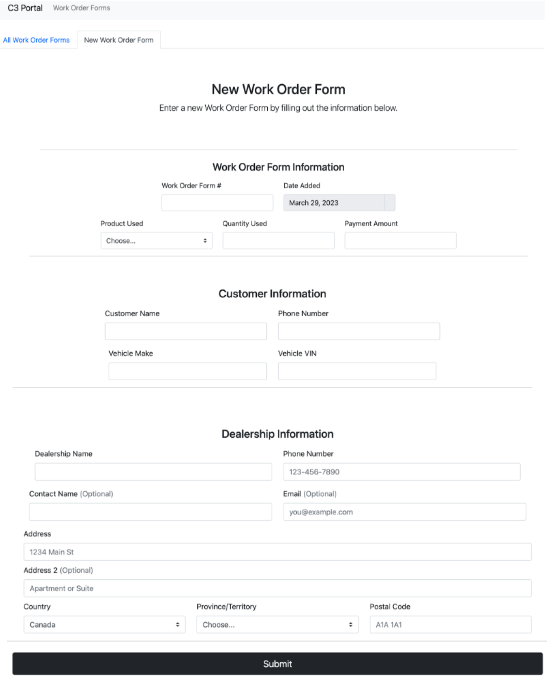 C3 Portal Work Order Forms
All Work Order Forms New Work Order Form
New Work Order Form
Enter a new Work Order Form by filling out the information below.
Work Order Form Information
Work Order Form # Date Added
March 29, 2023
Product Used Quantity Used Payment Amount
Choose...
Customer Information
Customer Name Phone Number
Vehicle Make Vehicle VIN
Dealership Information
Dealership Name Phone Number
123-456-7890
Contact Name (Optional) Email (Optional)
you@example.com
Address
1234 Main St
Address 2 (Optional)
Apartment or Suite
Country Province/Territory Postal Code
Canada Choose... A1A 1A1
Submit